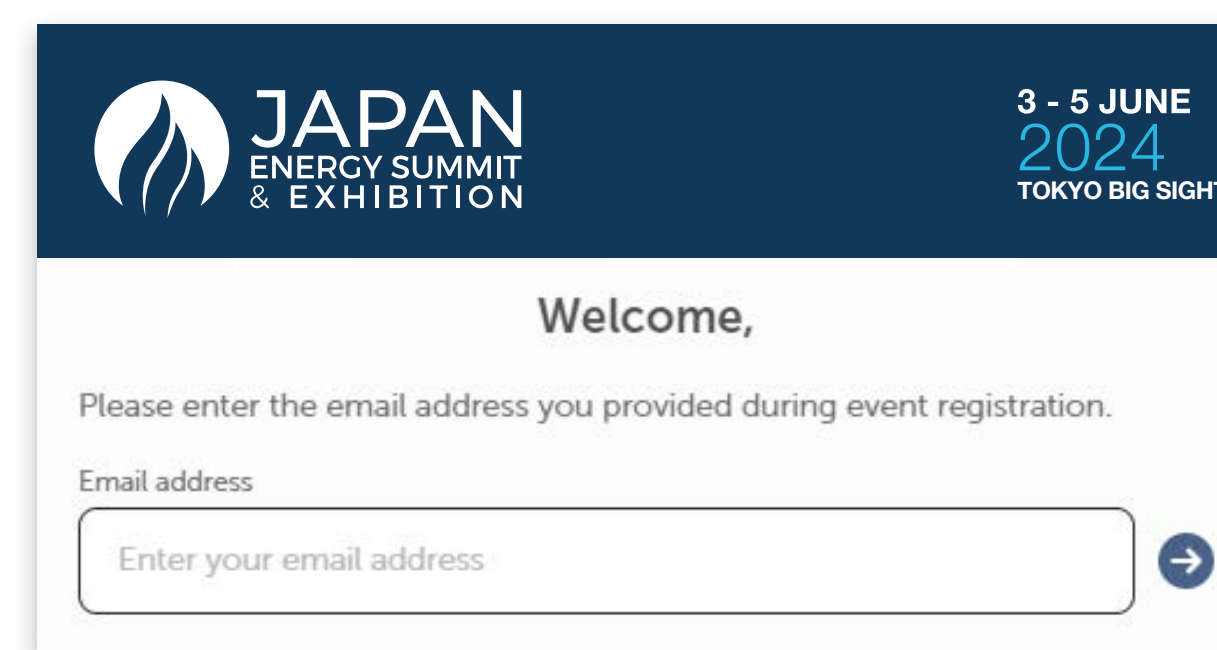 JAPAN
ENERGY SUMMIT
& EXHIBITION
3 - 5 JUNE
2024
TOKYO BIG SIGHT
Welcome,
Please enter the email address you provided during event registration.
Email address
Enter your email address